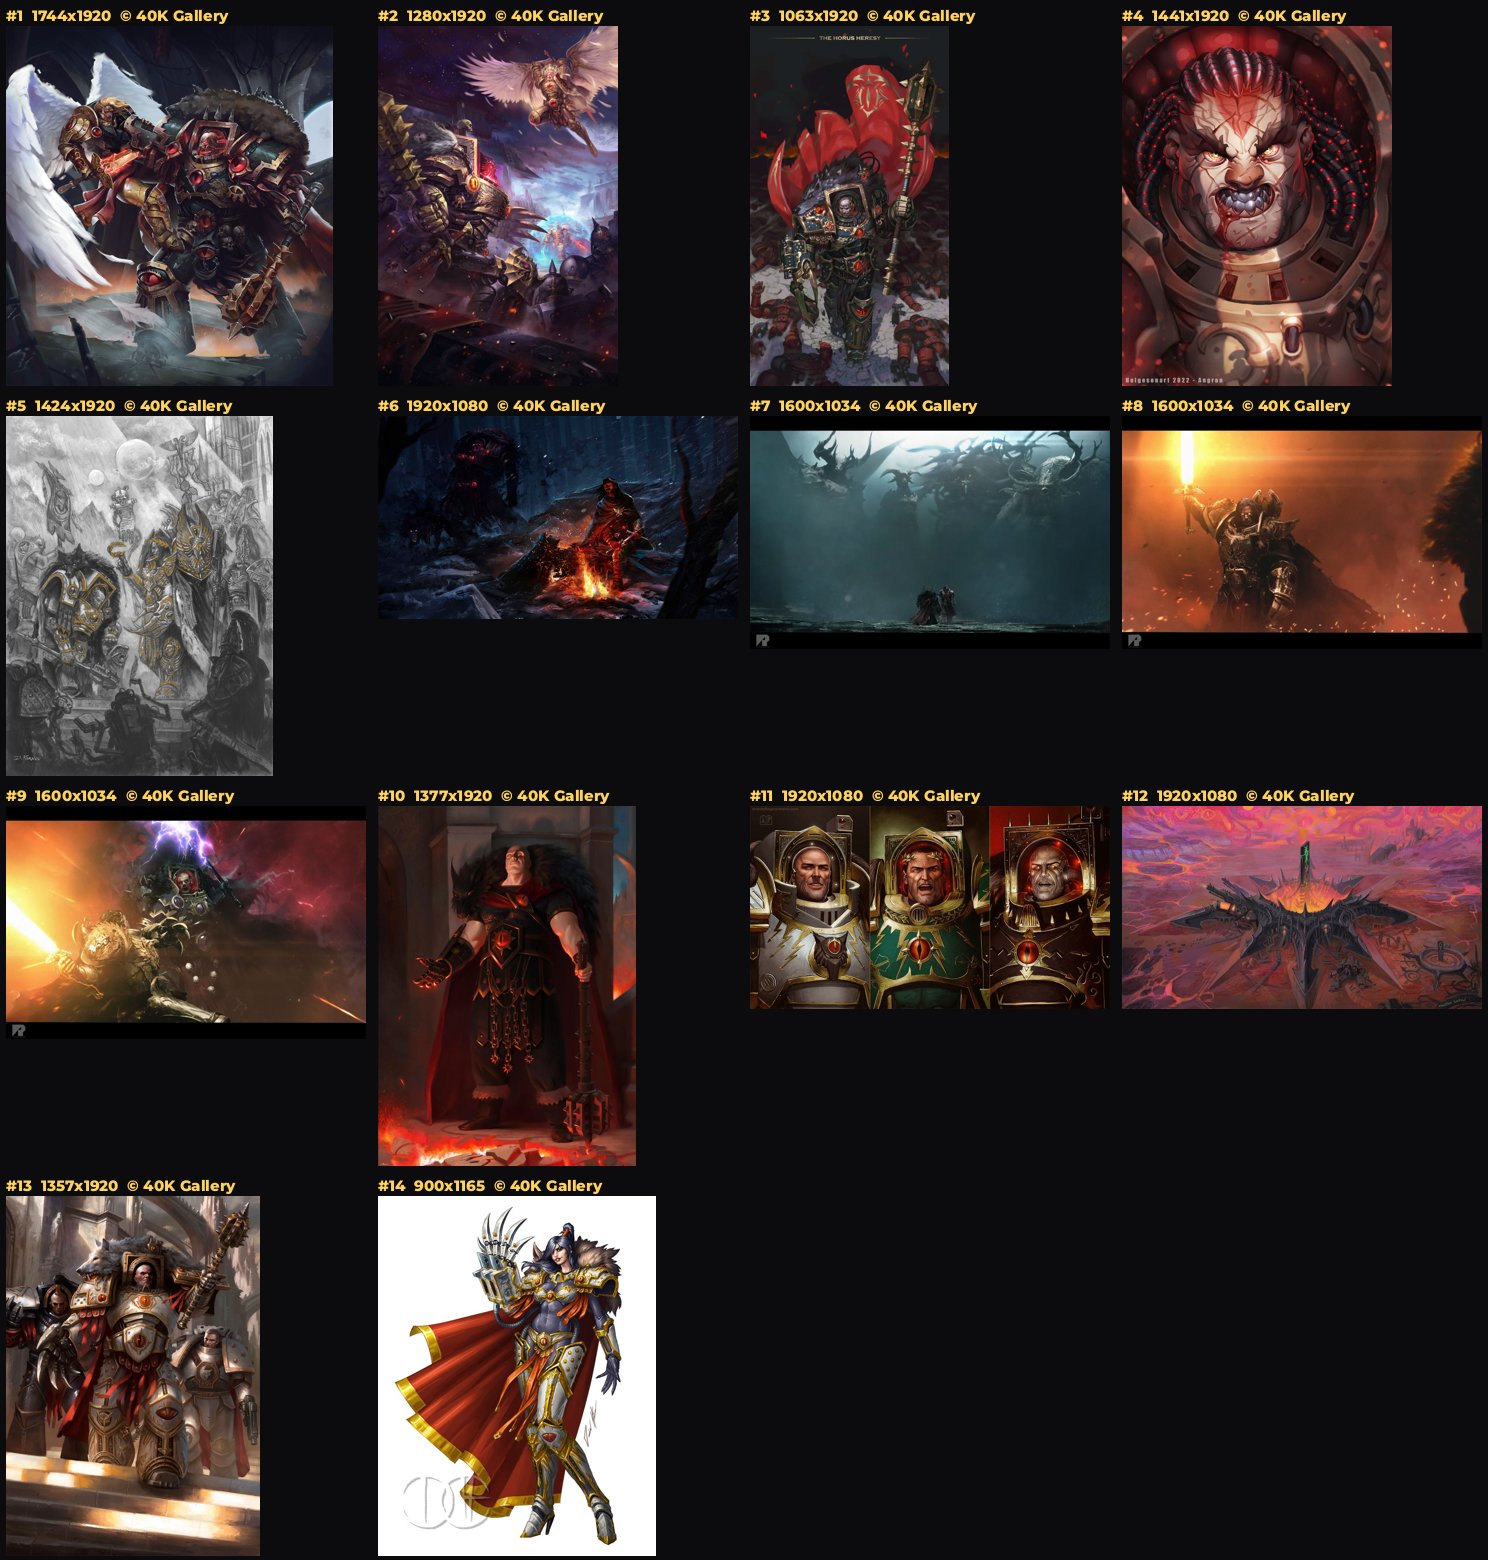 #1 1744x1920 © 40K Gallery
#2 1280x1920 © 40K Gallery
#3 1063x1920 © 40K Gallery
#4 1441x1920 © 40K Gallery
THE HORUS HERESY
Helgesenart 2022 - Angron
#5 1424x1920 © 40K Gallery
#6 1920x1080 © 40K Gallery
#7 1600x1034 © 40K Gallery
#8 1600x1034 © 40K Gallery
#9 1600x1034 © 40K Gallery
#10 1377x1920 © 40K Gallery
#11 1920x1080 © 40K Gallery
#12 1920x1080 © 40K Gallery
#13 1357x1920 © 40K Gallery
#14 900x1165 © 40K Gallery